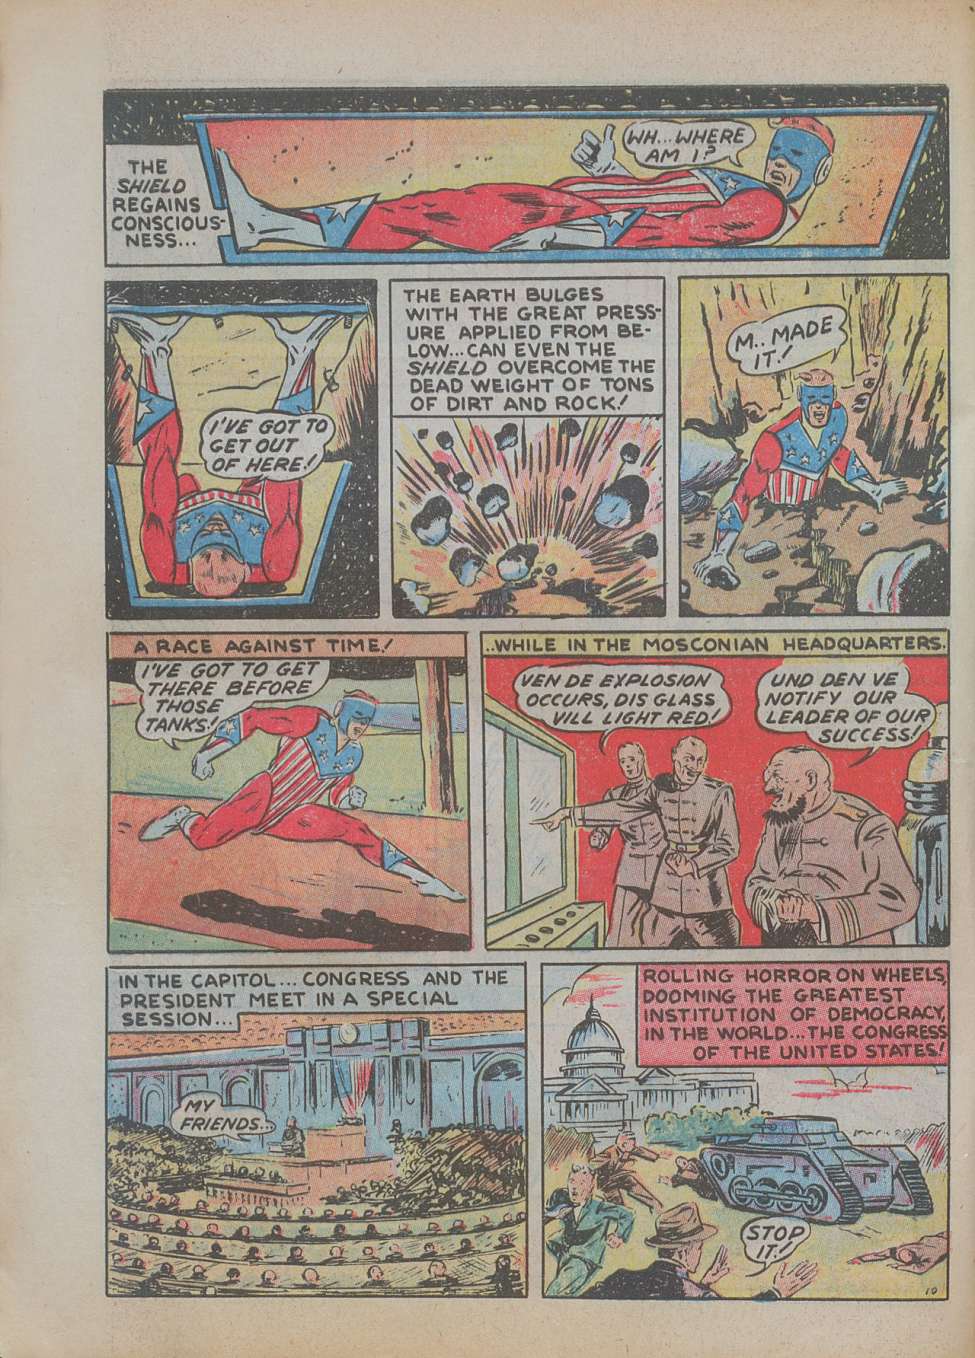 THE
SHIELD
REGAINS
CONSCIOUS-
NESS...
WH...WHERE
AM I?
I'VE GOT TO
GET OUT
OF HERE!
THE EARTH BULGES
WITH THE GREAT PRESS-
URE APPLIED FROM BE-
LOW...CAN EVEN THE
SHIELD OVERCOME THE
DEAD WEIGHT OF TONS
OF DIRT AND ROCK!
M.. MADE
IT!
A RACE AGAINST TIME!
I'VE GOT TO GET
THERE BEFORE
THOSE
TANKS!
..WHILE IN THE MOSCONIAN HEADQUARTERS.
VEN DE EXPLOSION
OCCURS, DIS GLASS
VILL LIGHT RED!
UND DEN VE
NOTIFY OUR
LEADER OF OUR
SUCCESS!
IN THE CAPITOL... CONGRESS AND THE
PRESIDENT MEET IN A SPECIAL
SESSION...
MY
FRIENDS..
ROLLING HORROR ON WHEELS,
DOOMING THE GREATEST
INSTITUTION OF DEMOCRACY,
IN THE WORLD...THE CONGRESS
OF THE UNITED STATES!
STOP
IT!
10